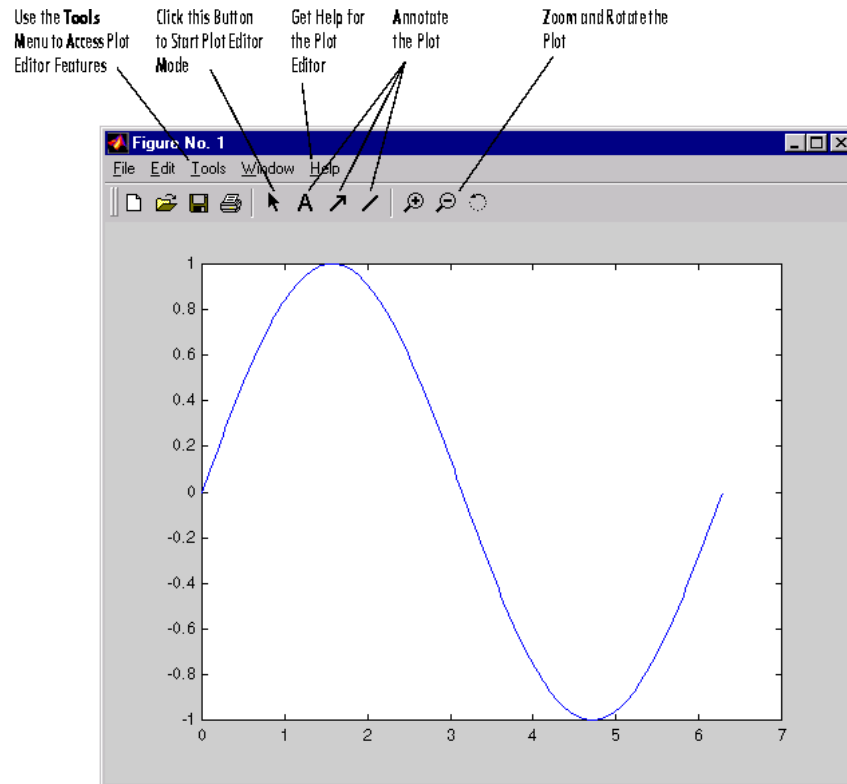 Use the Tools
Menu to Access Plot
Editor Features
Click this Button
to Start Plot Editor
Mode
Get Help for
the Plot
Editor
Annotate
the Plot
Zoom and Rotate the
Plot
Figure No. 1
File Edit Tools Window Help
A
1
0.8
0.6
0.4
0.2
0
-0.2
-0.4
-0.6
-0.8
-1
0 1 2 3 4 5 6 7